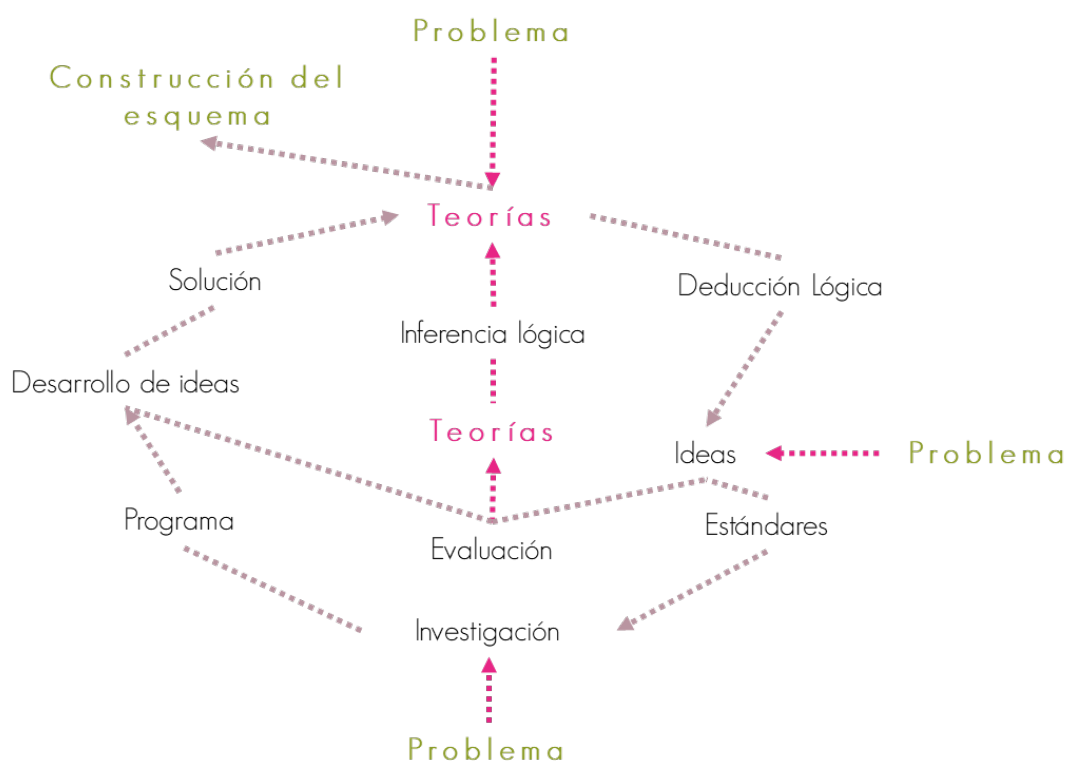 Problema
Construcción del
esquema
Teorías
Solución
Deducción Lógica
Inferencia lógica
Desarrollo de ideas
Teorías
Ideas
Problema
Programa
Estándares
Evaluación
Investigación
Problema